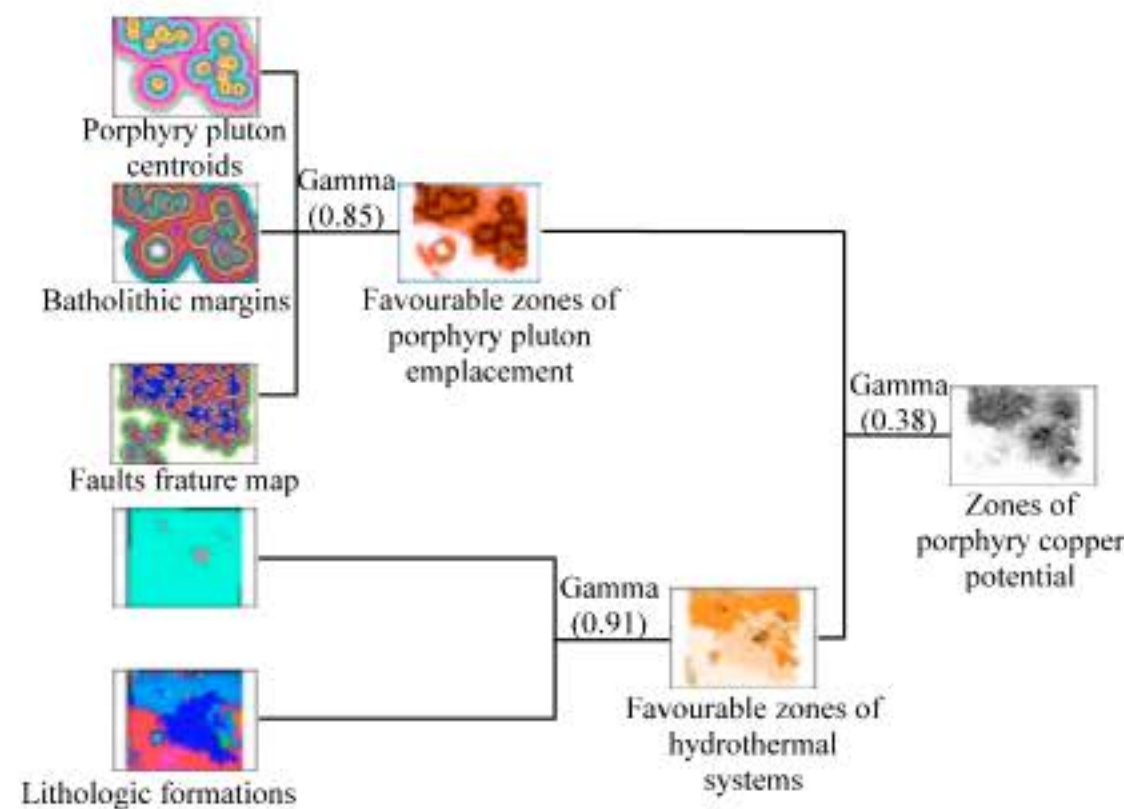 Porphyry pluton
centroids
Gamma
(0.85)
Batholithic margins
Favourable zones of
porphyry pluton
emplacement
Faults frature map
Gamma
(0.38)
Zones of
porphyry copper
potential
Gamma
(0.91)
Favourable zones of
hydrothermal
systems
Lithologic formations